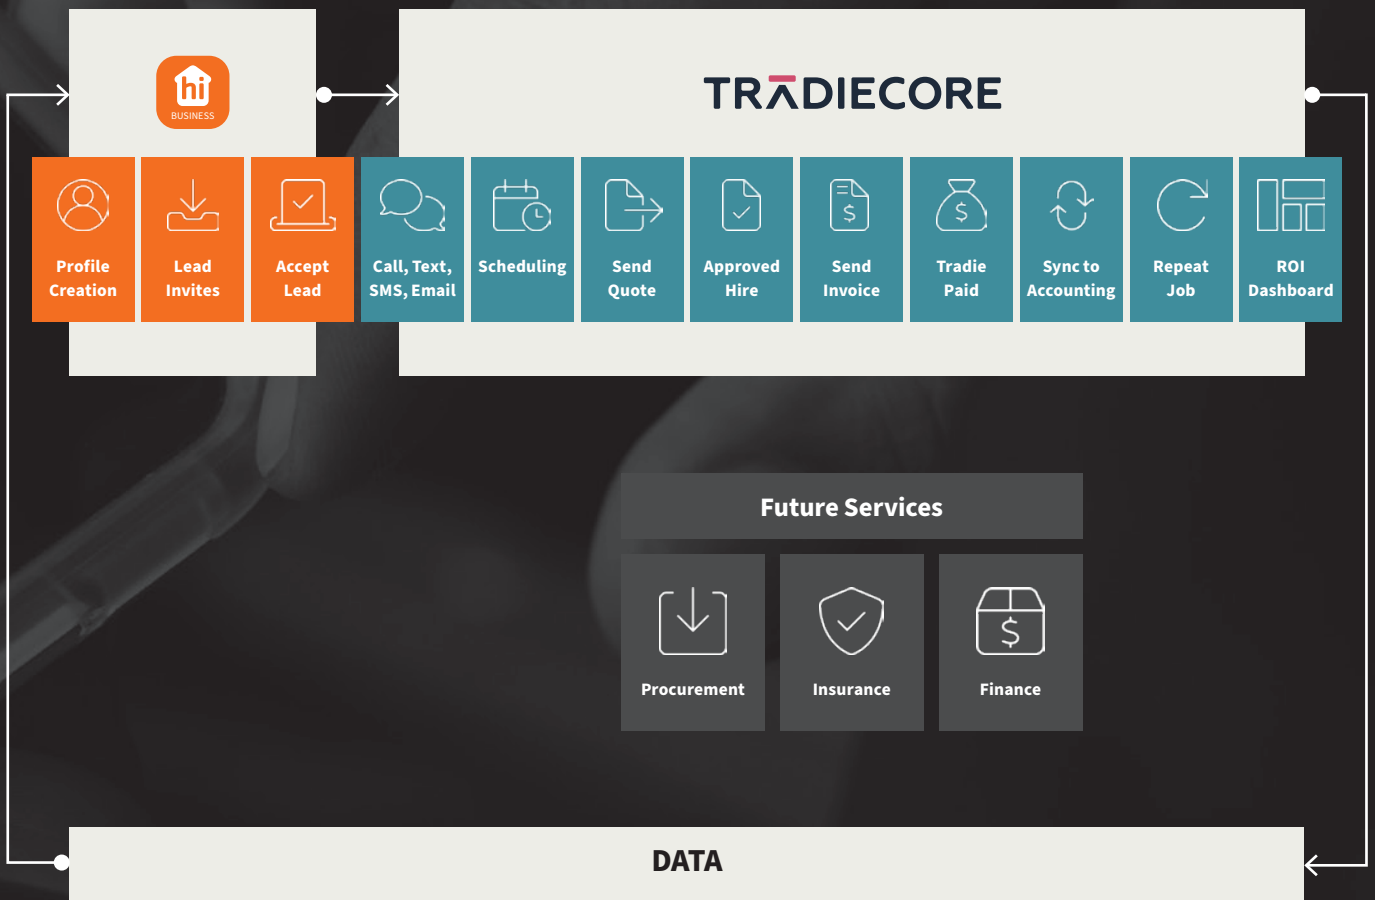 hi
BUSINESS
TRADIECORE
Profile
Creation
Lead
Invites
Accept
Lead
Call, Text,
SMS, Email
Scheduling
Send
Quote
Approved
Hire
$
Send
Invoice
$
Tradie
Paid
Sync to
Accounting
Repeat
Job
ROI
Dashboard
Future Services
Procurement
Insurance
$
Finance
DATA